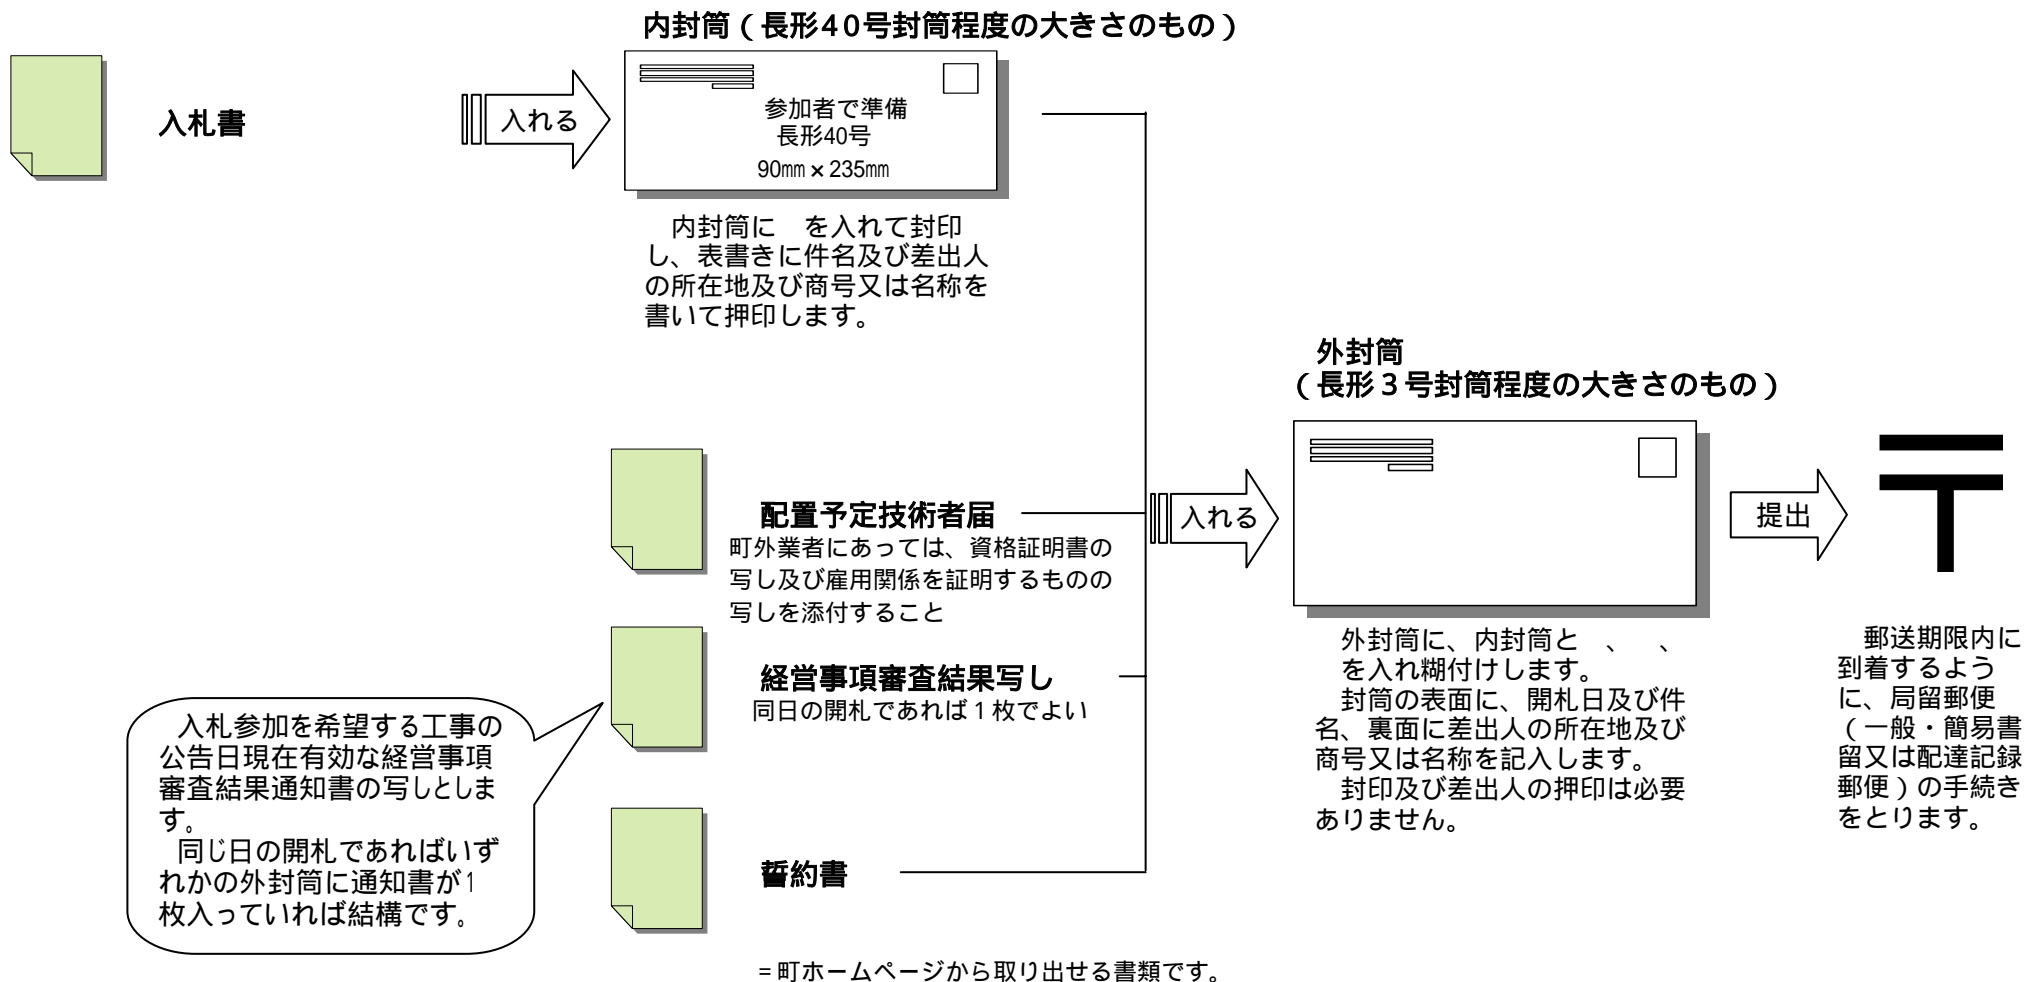 内封筒（長形40号封筒程度の大きさのもの）
入札書
入れる
参加者で準備
長形40号
90㎜×235㎜
内封筒に　を入れて封印
し、表書きに件名及び差出人
の所在地及び商号又は名称を
書いて押印します。
外封筒
（長形３号封筒程度の大きさのもの）
配置予定技術者届
町外業者にあっては、資格証明書の
写し及び雇用関係を証明するものの
写しを添付すること
入れる
提出
経営事項審査結果写し
同日の開札であれば１枚でよい
入札参加を希望する工事の
公告日現在有効な経営事項
審査結果通知書の写しとしま
す。
同じ日の開札であればいず
れかの外封筒に通知書が1
枚入っていれば結構です。
誓約書
外封筒に、内封筒と　、　、
を入れ糊付けします。
封筒の表面に、開札日及び件
名、裏面に差出人の所在地及び
商号又は名称を記入します。
封印及び差出人の押印は必要
ありません。
郵送期限内に
到着するよう
に、局留郵便
（一般・簡易書
留又は配達記録
郵便）の手続き
をとります。
＝町ホームページから取り出せる書類です。